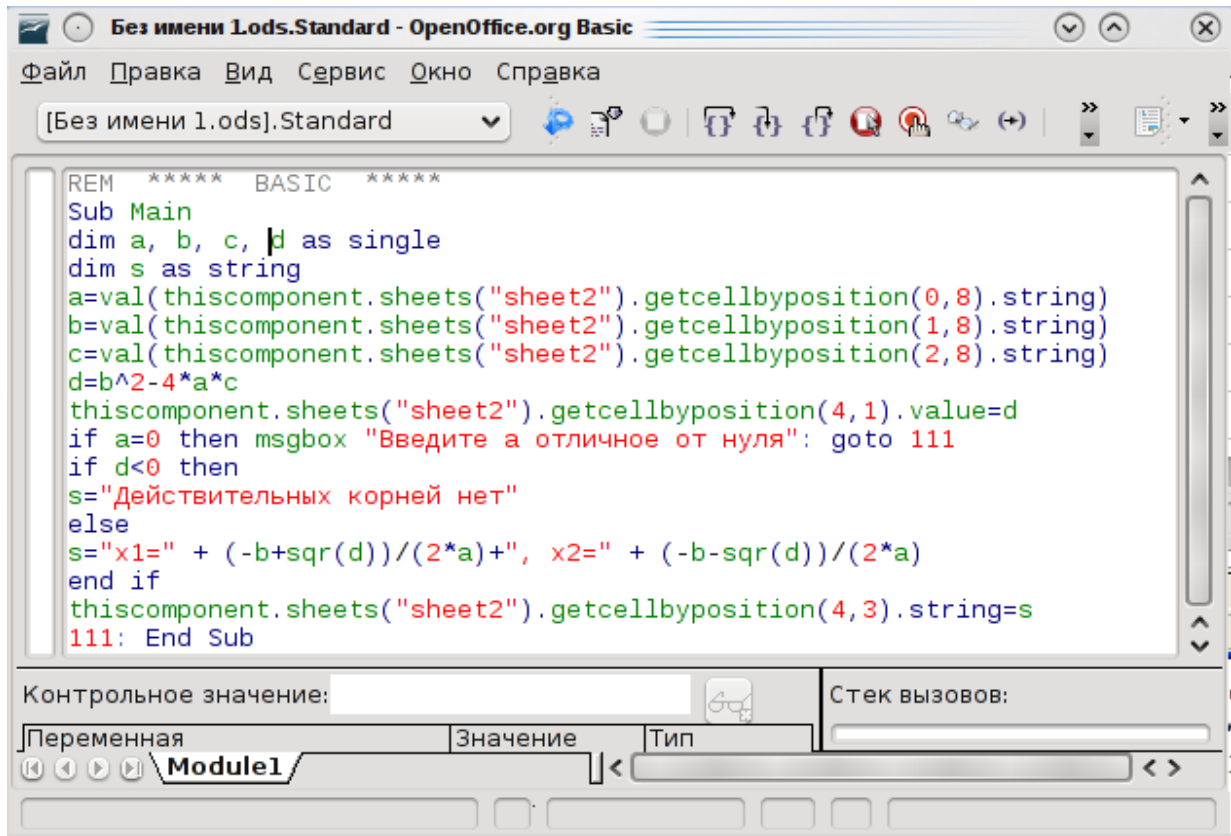 Без имени 1.ods.Standard - OpenOffice.org Basic
Файл Правка Вид Сервис Окно Справка
[Без имени 1.ods].Standard
REM  *****  BASIC  *****
Sub Main
dim a, b, c, d as single
dim s as string
a=val(thiscomponent.sheets("sheet2").getcellbyposition(0,8).string)
b=val(thiscomponent.sheets("sheet2").getcellbyposition(1,8).string)
c=val(thiscomponent.sheets("sheet2").getcellbyposition(2,8).string)
d=b^2-4*a*c
thiscomponent.sheets("sheet2").getcellbyposition(4,1).value=d
if a=0 then msgbox "Введите а отличное от нуля": goto 111
if d<0 then
s="Действительных корней нет"
else
s="x1=" + (-b+sqr(d))/(2*a)+", x2=" + (-b-sqr(d))/(2*a)
end if
thiscomponent.sheets("sheet2").getcellbyposition(4,3).string=s
111: End Sub
Контрольное значение:
Стек вызовов:
Переменная Значение Тип
Module1